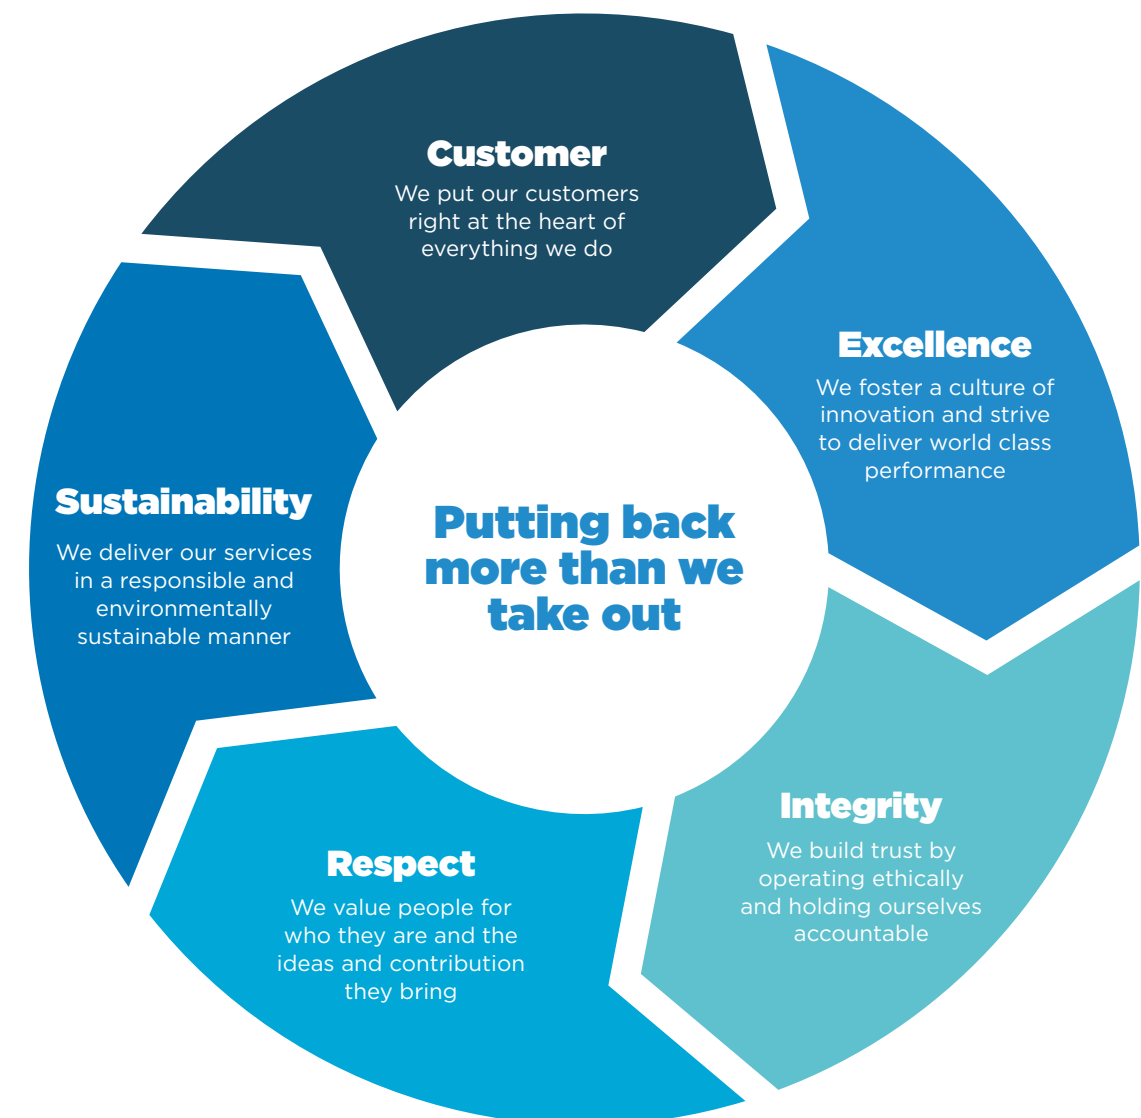 Customer
We put our customers
right at the heart of
everything we do
Excellence
We foster a culture of
innovation and strive
to deliver world class
performance
Integrity
We build trust by
operating ethically
and holding ourselves
accountable
Respect
We value people for
who they are and the
ideas and contribution
they bring
Sustainability
We deliver our services
in a responsible and
environmentally
sustainable manner
Putting back
more than we
take out